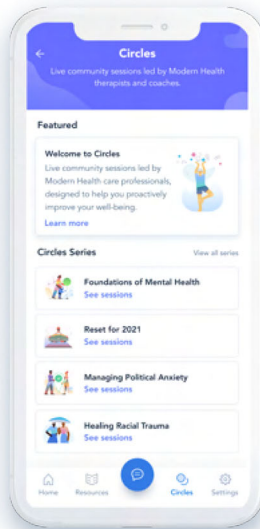 Circles
Live community sessions led by Modern Health
therapists and coaches.
Featured
Welcome to Circles
Live community sessions led by
Modern Health care professionals,
designed to help you proactively
improve your well-being.
Learn more
Circles Series
View all series
Foundations of Mental Health
See sessions
Reset for 2021
See sessions
Managing Political Anxiety
See sessions
Healing Racial Trauma
See sessions
Home
Resources
Circles
Settings